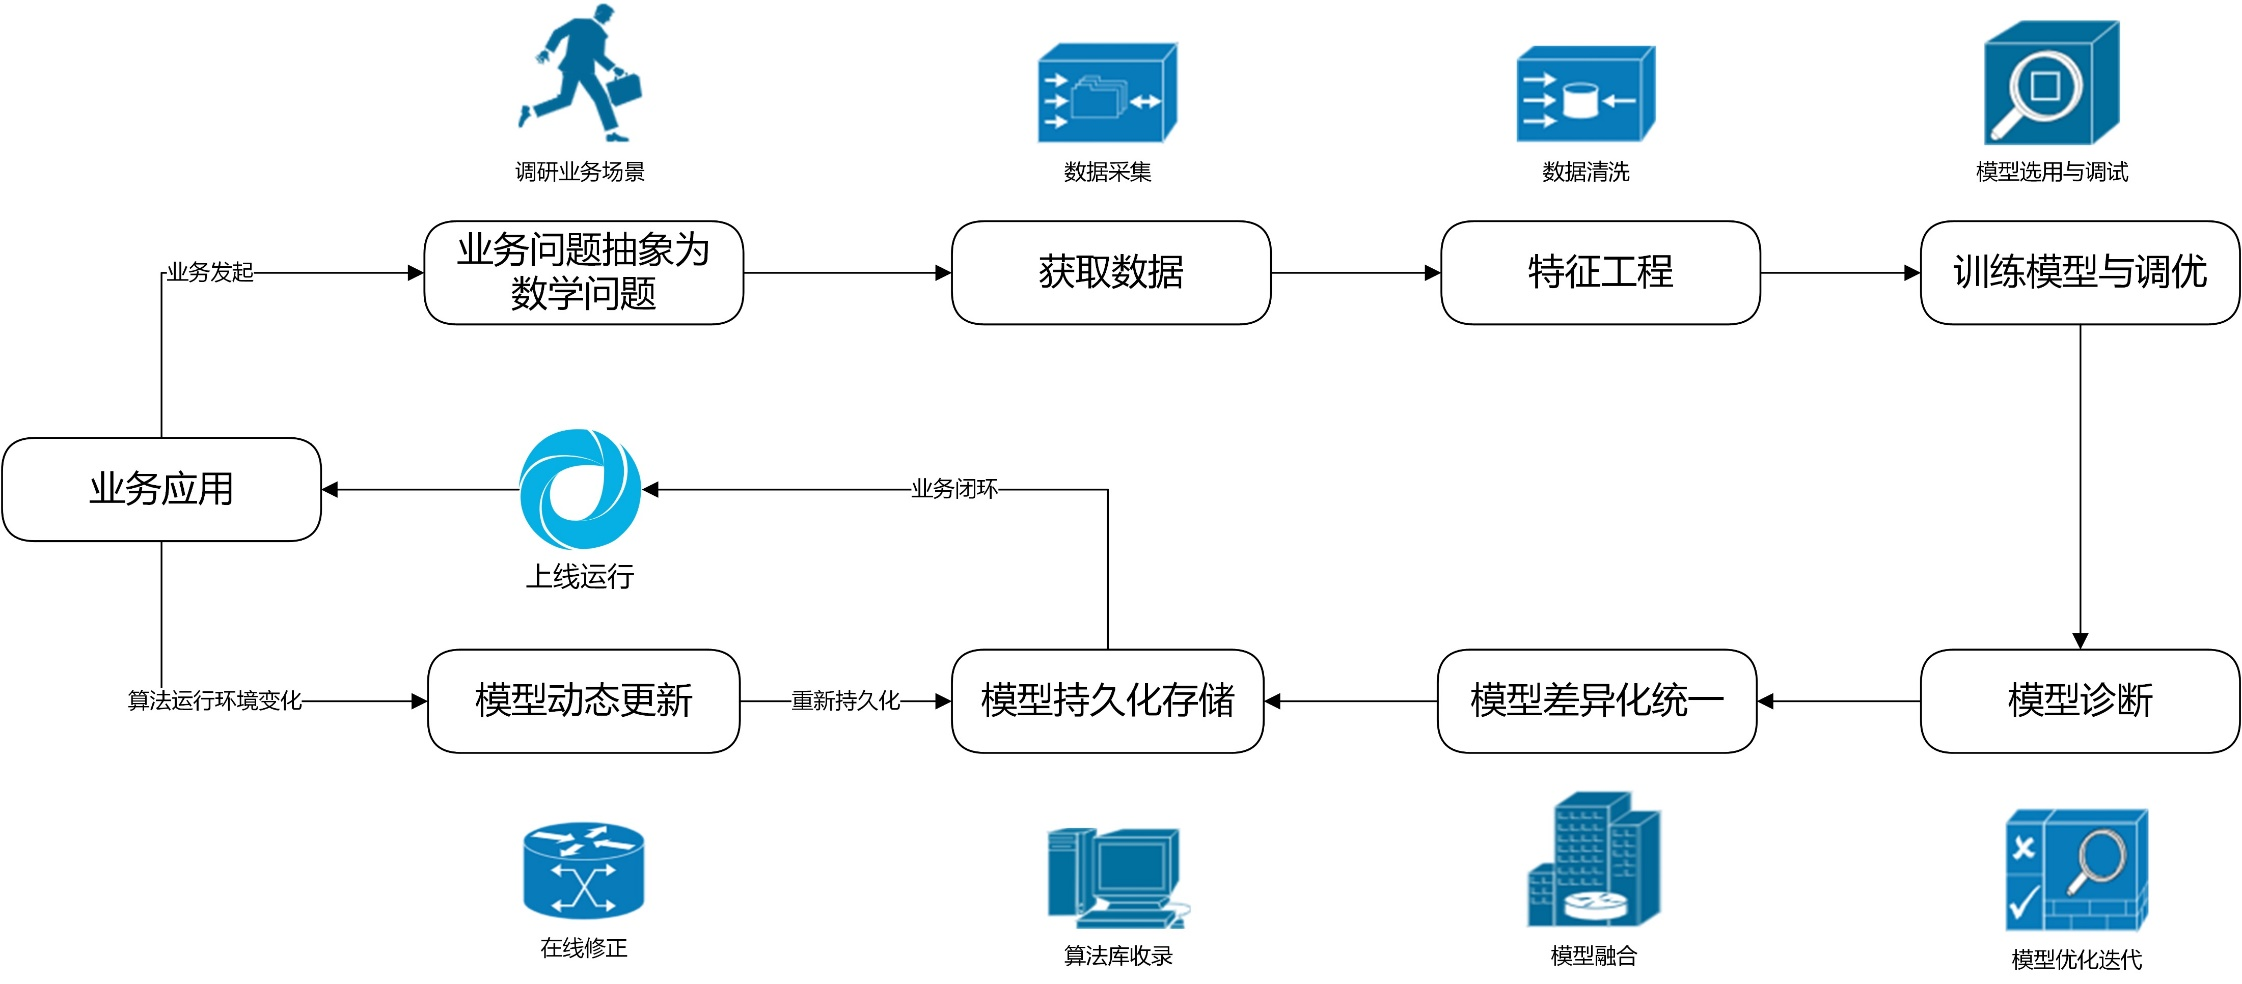 调研业务场景
数据采集
数据清洗
模型选用与调试
业务发起
业务问题抽象为
数学问题
获取数据
特征工程
训练模型与调优
业务应用
上线运行
业务闭环
算法运行环境变化
模型动态更新
重新持久化
模型持久化存储
模型差异化统一
模型诊断
在线修正
算法库收录
模型融合
模型优化迭代